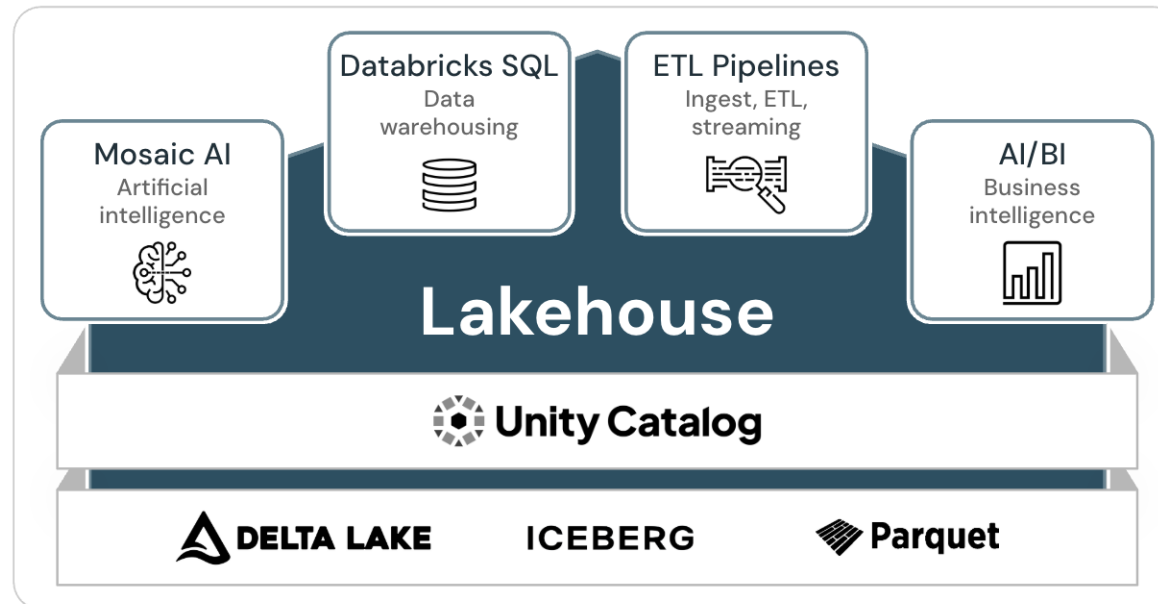 Mosaic AI
Artificial
intelligence
Databricks SQL
Data
warehousing
ETL Pipelines
Ingest, ETL,
streaming
AI/BI
Business
intelligence
Lakehouse
Unity Catalog
DELTA LAKE
ICEBERG
Parquet